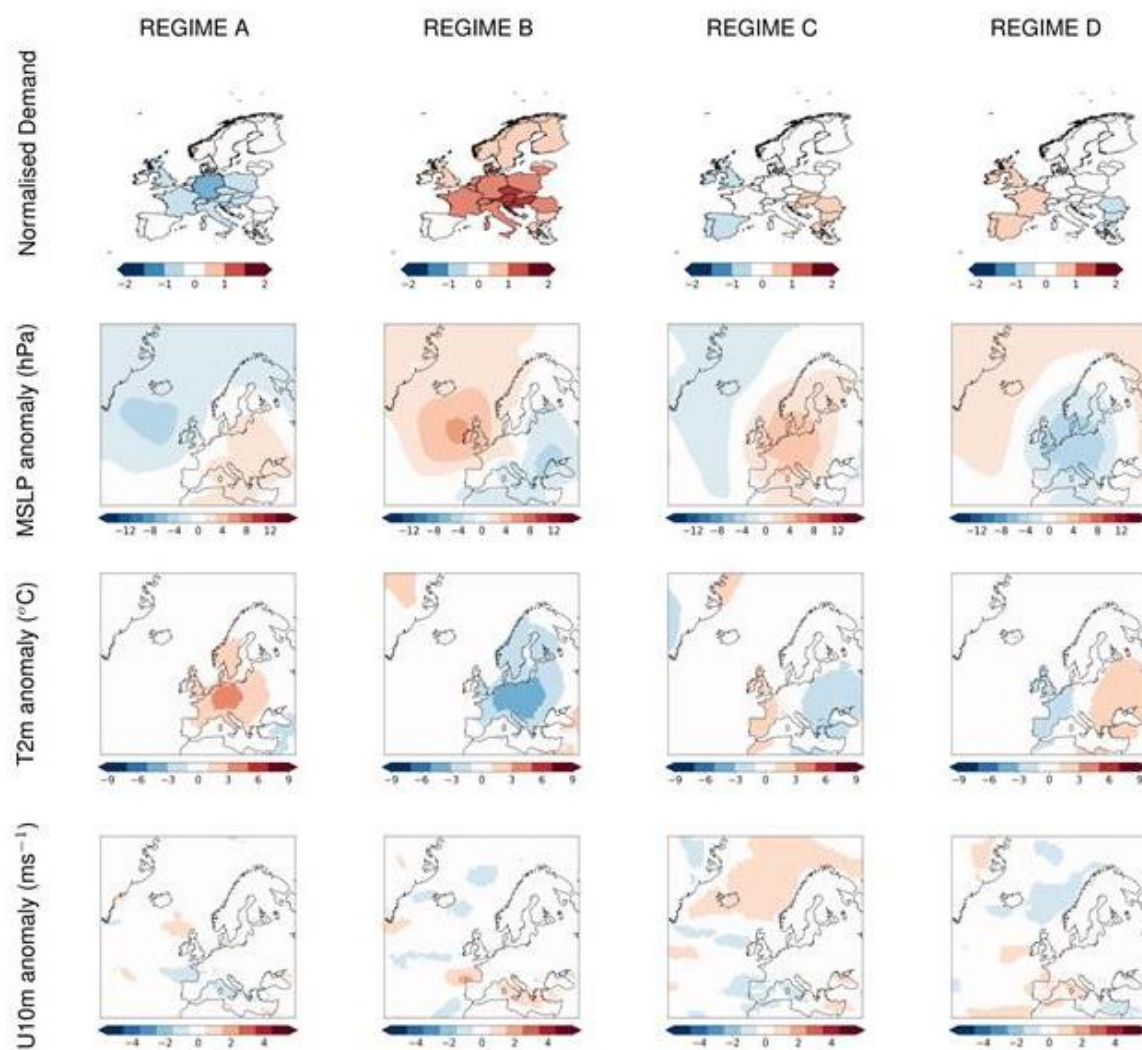 REGIME A REGIME B REGIME C REGIME D
Normalised Demand
−2 −1 0 1 2 −2 −1 0 1 2 −2 −1 0 1 2 −2 −1 0 1 2
MSLP anomaly (hPa)
−12 −8 −4 0 4 8 12 −12 −8 −4 0 4 8 12 −12 −8 −4 0 4 8 12 −12 −8 −4 0 4 8 12
T2m anomaly (°C)
−9 −6 −3 0 3 6 9 −9 −6 −3 0 3 6 9 −9 −6 −3 0 3 6 9 −9 −6 −3 0 3 6 9
U10m anomaly (ms⁻¹)
−4 −2 0 2 4 −4 −2 0 2 4 −4 −2 0 2 4 −4 −2 0 2 4